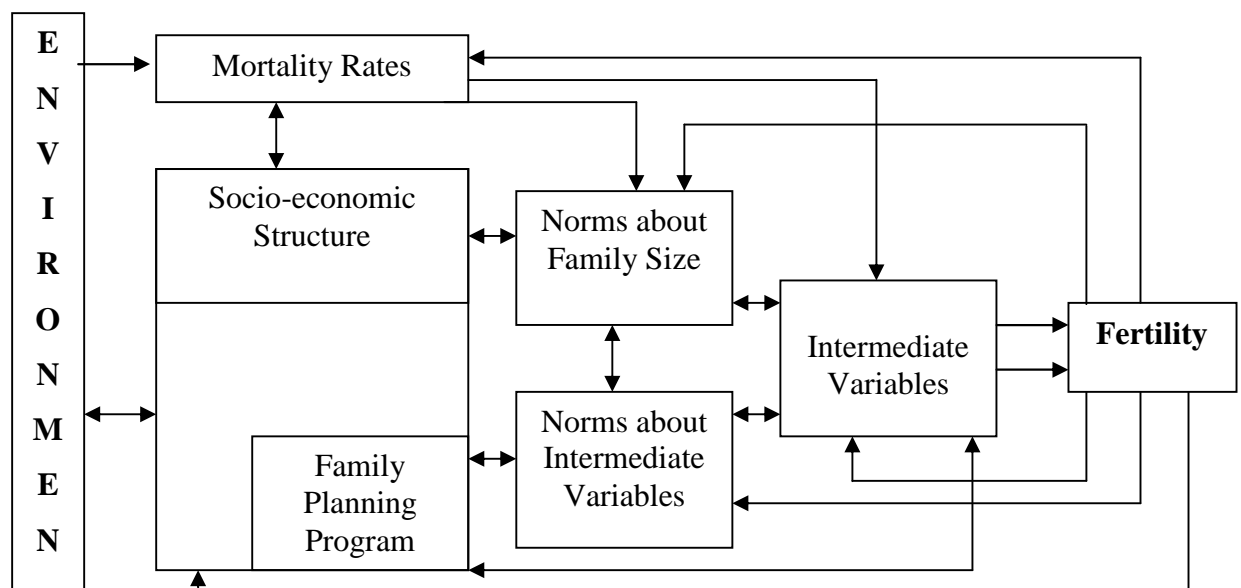 E
N
V
I
R
O
N
M
E
N
Mortality Rates
Socio-economic
Structure
Norms about
Family Size
Intermediate
Variables
Fertility
Norms about
Intermediate
Variables
Family
Planning
Program